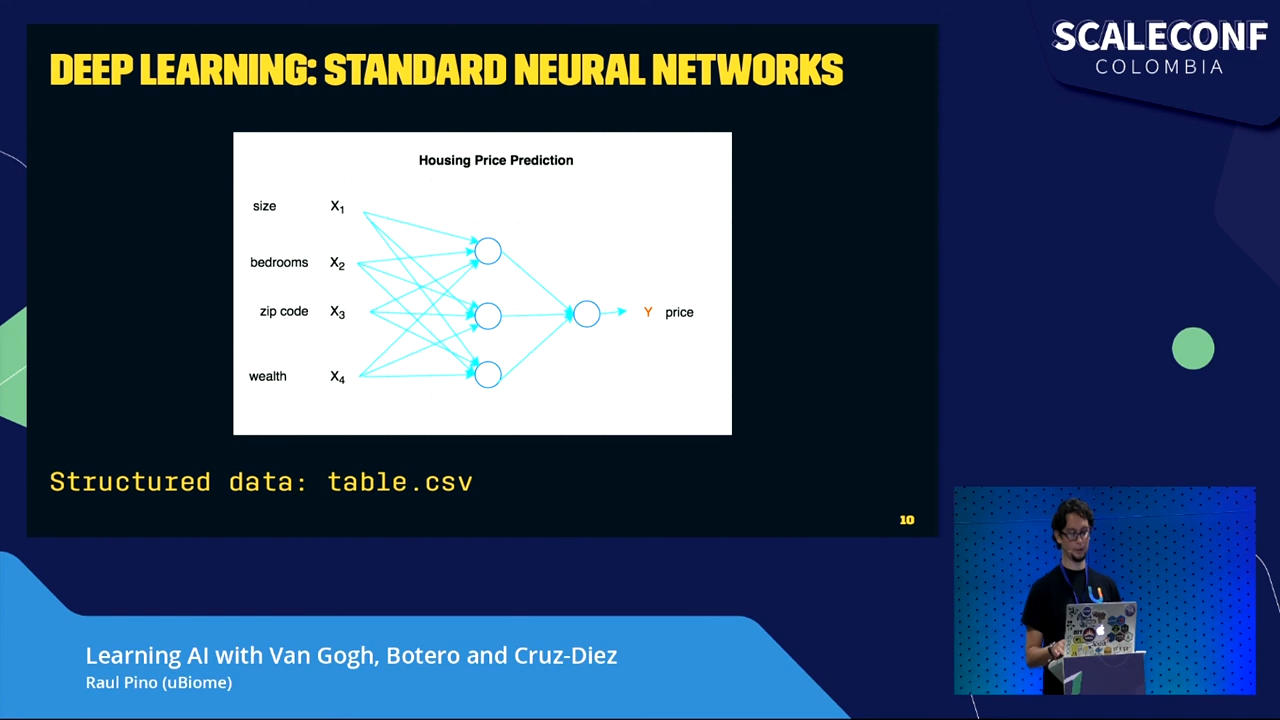 SCALECONF
COLOMBIA
DEEP LEARNING: STANDARD NEURAL NETWORKS
Housing Price Prediction
size X1
bedrooms X2
zip code X3
wealth X4
Y price
Structured data: table.csv
10
Learning AI with Van Gogh, Botero and Cruz-Diez
Raul Pino (uBiome)